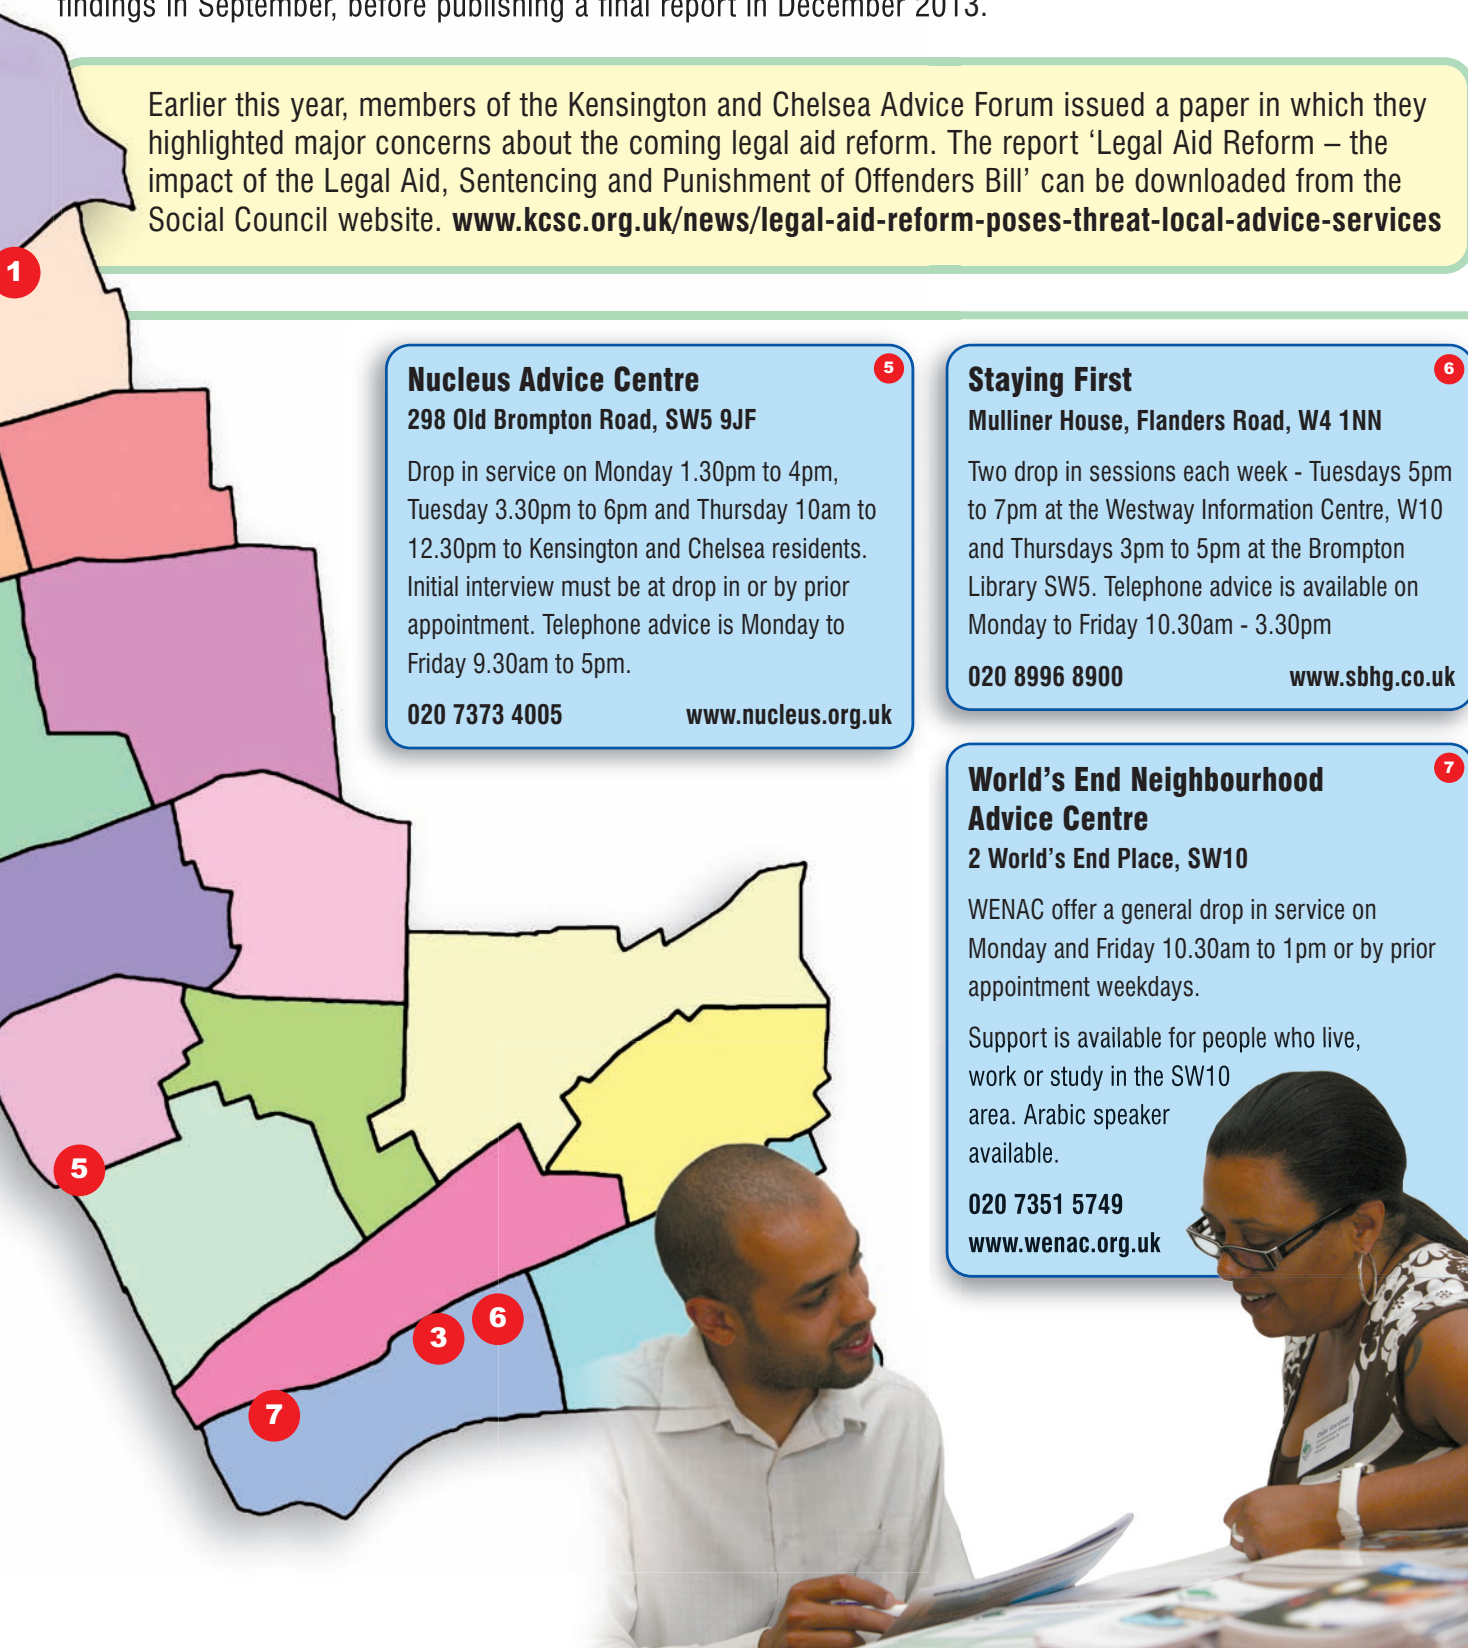 findings in September, before publishing a final report in December 2013.
Earlier this year, members of the Kensington and Chelsea Advice Forum issued a paper in which they
highlighted major concerns about the coming legal aid reform. The report ‘Legal Aid Reform – the
impact of the Legal Aid, Sentencing and Punishment of Offenders Bill’ can be downloaded from the
Social Council website. www.kcsc.org.uk/news/legal-aid-reform-poses-threat-local-advice-services
1
Nucleus Advice Centre
5
298 Old Brompton Road, SW5 9JF
Drop in service on Monday 1.30pm to 4pm,
Tuesday 3.30pm to 6pm and Thursday 10am to
12.30pm to Kensington and Chelsea residents.
Initial interview must be at drop in or by prior
appointment. Telephone advice is Monday to
Friday 9.30am to 5pm.
020 7373 4005 www.nucleus.org.uk
Staying First
6
Mulliner House, Flanders Road, W4 1NN
Two drop in sessions each week - Tuesdays 5pm
to 7pm at the Westway Information Centre, W10
and Thursdays 3pm to 5pm at the Brompton
Library SW5. Telephone advice is available on
Monday to Friday 10.30am - 3.30pm
020 8996 8900 www.sbhg.co.uk
World’s End Neighbourhood
7
Advice Centre
2 World’s End Place, SW10
WENAC offer a general drop in service on
Monday and Friday 10.30am to 1pm or by prior
appointment weekdays.
Support is available for people who live,
work or study in the SW10
area. Arabic speaker
available.
020 7351 5749
www.wenac.org.uk
5
6
3
7